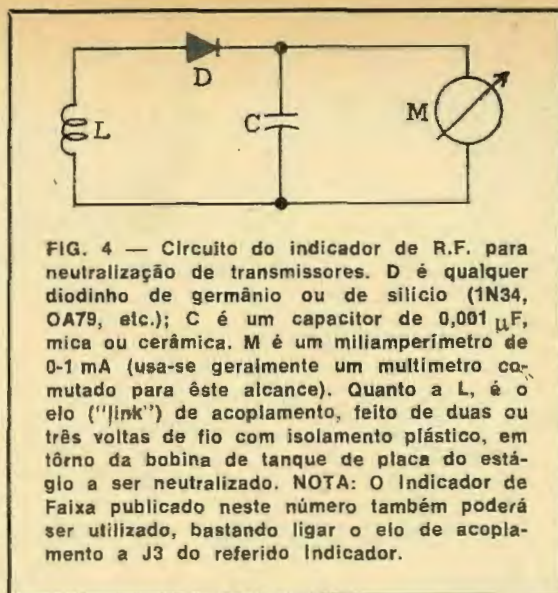 D
L
C
M
FIG. 4 — Circuito do indicador de R.F. para
neutralização de transmissores. D é qualquer
diodinho de germânio ou de silício (1N34,
OA79, etc.); C é um capacitor de 0,001 μF,
mica ou cerâmica. M é um miliamperímetro de
0-1 mA (usa-se geralmente um multímetro co-
mutado para êste alcance). Quanto a L, é o
elo ("link") de acoplamento, feito de duas ou
três voltas de fio com isolamento plástico, em
tôrno da bobina de tanque de placa do está-
gio a ser neutralizado. NOTA: O Indicador de
Faixa publicado neste número também poderá
ser utilizado, bastando ligar o elo de acopla-
mento a J3 do referido Indicador.